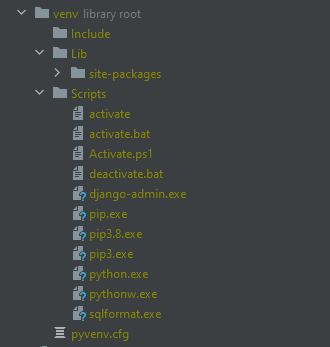 venv library root
Include
Lib
site-packages
Scripts
activate
activate.bat
Activate.ps1
deactivate.bat
django-admin.exe
pip.exe
pip3.8.exe
pip3.exe
python.exe
pythonw.exe
sqlformat.exe
pyvenv.cfg